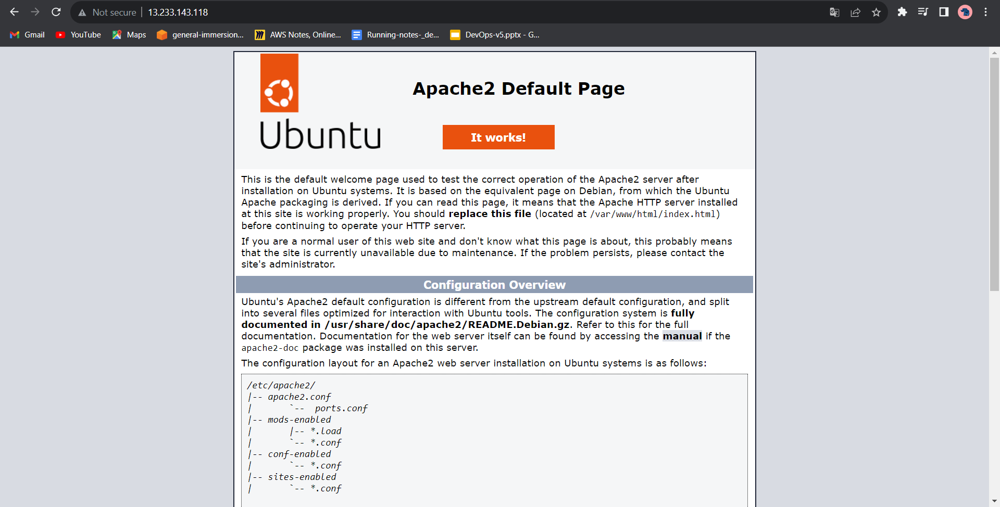 Not secure | 13.233.143.118
Gmail YouTube Maps general-immersion... AWS Notes, Online... Running-notes-_de... DevOps-v5.pptx - G...
Ubuntu
Apache2 Default Page
It works!
This is the default welcome page used to test the correct operation of the Apache2 server after
installation on Ubuntu systems. It is based on the equivalent page on Debian, from which the Ubuntu
Apache packaging is derived. If you can read this page, it means that the Apache HTTP server installed
at this site is working properly. You should replace this file (located at /var/www/html/index.html)
before continuing to operate your HTTP server.
If you are a normal user of this web site and don't know what this page is about, this probably means
that the site is currently unavailable due to maintenance. If the problem persists, please contact the
site's administrator.
Configuration Overview
Ubuntu's Apache2 default configuration is different from the upstream default configuration, and split
into several files optimized for interaction with Ubuntu tools. The configuration system is fully
documented in /usr/share/doc/apache2/README.Debian.gz. Refer to this for the full
documentation. Documentation for the web server itself can be found by accessing the manual if the
apache2-doc package was installed on this server.
The configuration layout for an Apache2 web server installation on Ubuntu systems is as follows:
/etc/apache2/
|-- apache2.conf
|       `--  ports.conf
|-- mods-enabled
|       |-- *.load
|       `-- *.conf
|-- conf-enabled
|       `-- *.conf
|-- sites-enabled
|       `-- *.conf